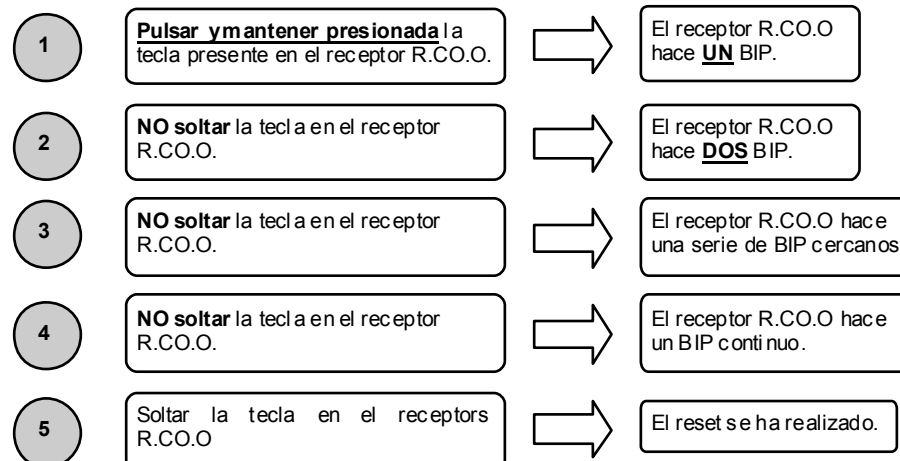 1
Pulsar y mantener presionada la
tecla presente en el receptor R.CO.O.
El receptor R.CO.O
hace UN BIP.
2
NO soltar la tecla en el receptor
R.CO.O.
El receptor R.CO.O
hace DOS BIP.
3
NO soltar la tecla en el receptor
R.CO.O.
El receptor R.CO.O hace
una serie de BIP cercanos
4
NO soltar la tecla en el receptor
R.CO.O.
El receptor R.CO.O hace
un BIP continuo.
5
Soltar la tecla en el receptors
R.CO.O
El reset se ha realizado.